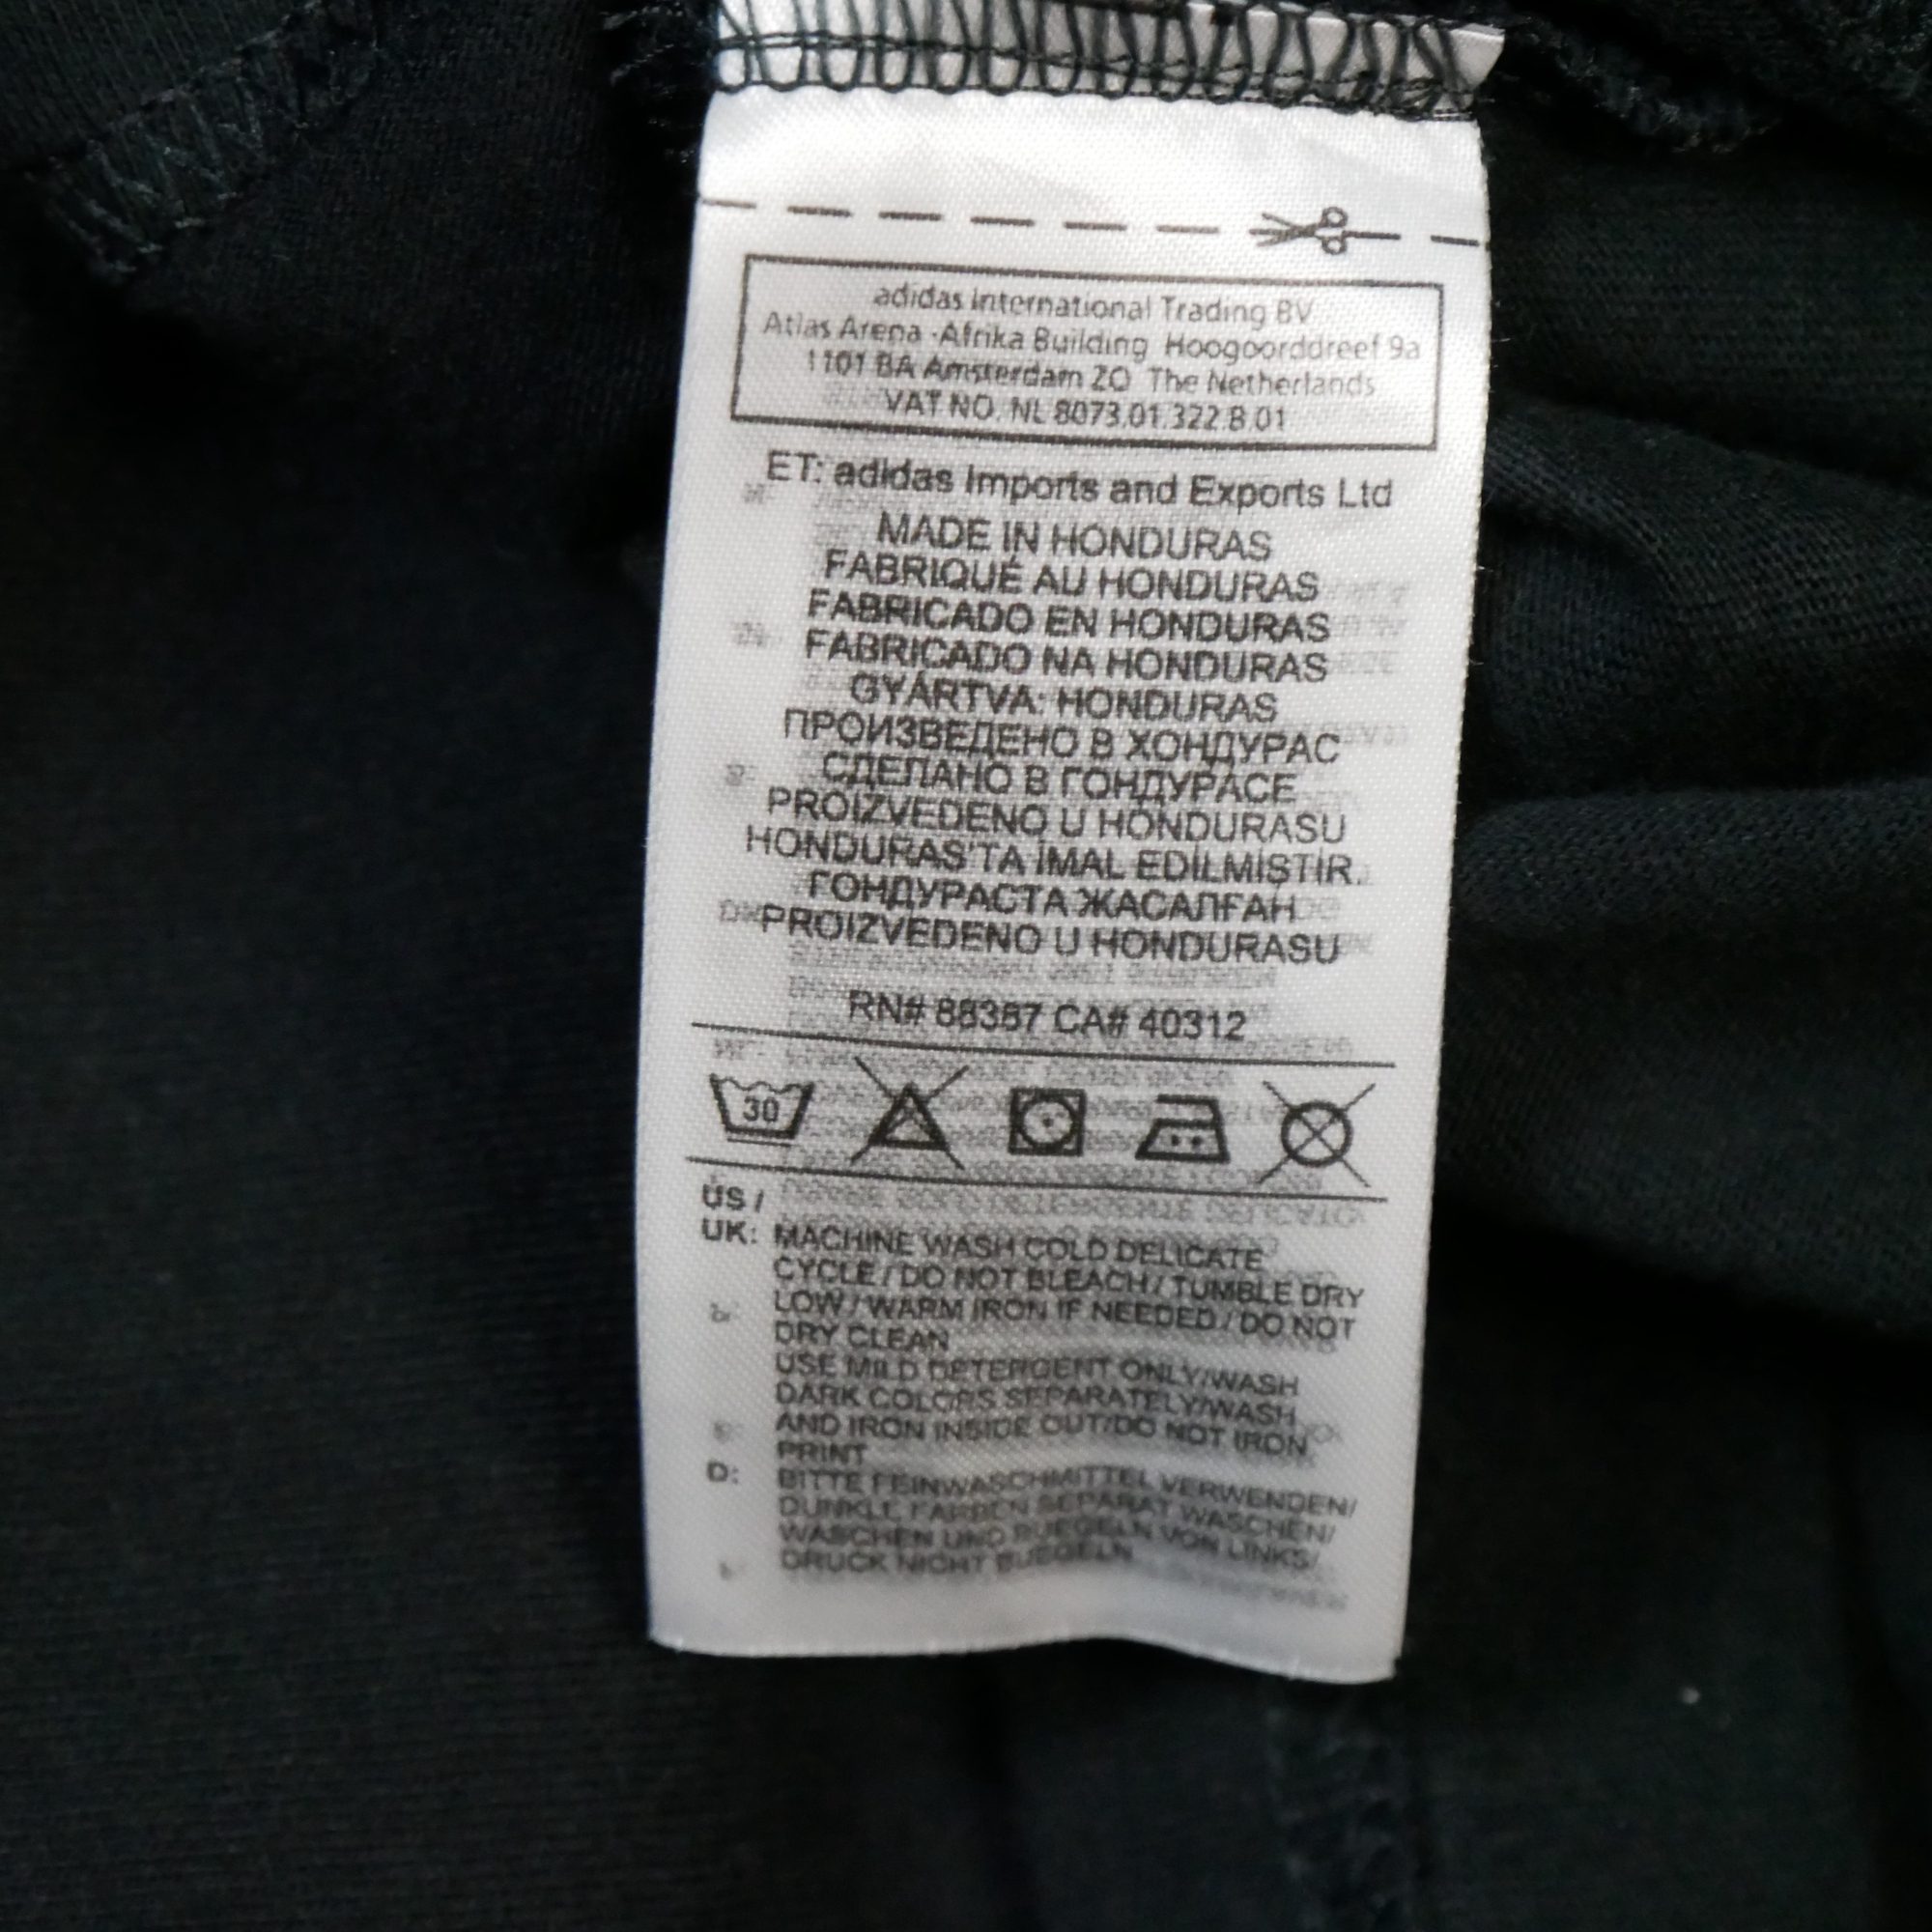 adidas International Trading BV
Atlas Arena -Afrika Building Hoogoorddreef 9a
1101 BA Amsterdam ZO The Netherlands
VAT NO. NL 8073.01.322.B.01
ET: adidas Imports and Exports Ltd
MADE IN HONDURAS
FABRIQUÉ AU HONDURAS
FABRICADO EN HONDURAS
FABRICADO NA HONDURAS
GYÁRTVA: HONDURAS
ПРОИЗВЕДЕНО В ХОНДУРАС
СДЕЛАНО В ГОНДУРАСЕ
PROIZVEDENO U HONDURASU
HONDURAS'TA İMAL EDİLMİŞTİR.
ГОНДУРАСТА ЖАСАЛҒАН
PROIZVEDENO U HONDURASU
RN# 88387 CA# 40312
30
US /
UK: MACHINE WASH COLD DELICATE
CYCLE / DO NOT BLEACH / TUMBLE DRY
LOW / WARM IRON IF NEEDED / DO NOT
DRY CLEAN
USE MILD DETERGENT ONLY/WASH
DARK COLORS SEPARATELY/WASH
AND IRON INSIDE OUT/DO NOT IRON
PRINT
D: BITTE FEINWASCHMITTEL VERWENDEN/
DUNKLE FARBEN SEPARAT WASCHEN/
WASCHEN UND BUEGELN VON LINKS/
DRUCK NICHT BUEGELN